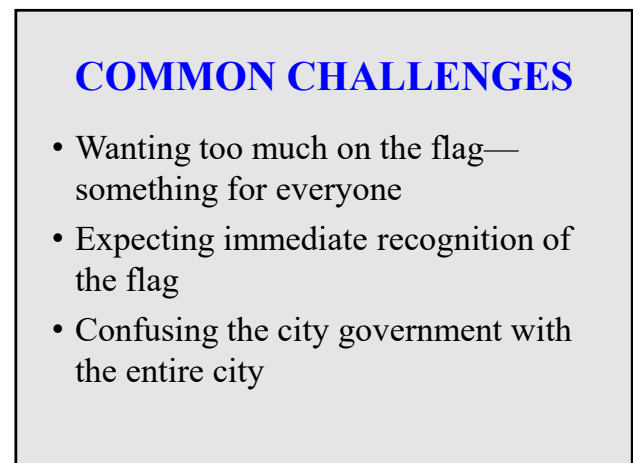 COMMON CHALLENGES
• Wanting too much on the flag—
something for everyone
• Expecting immediate recognition of
the flag
• Confusing the city government with
the entire city